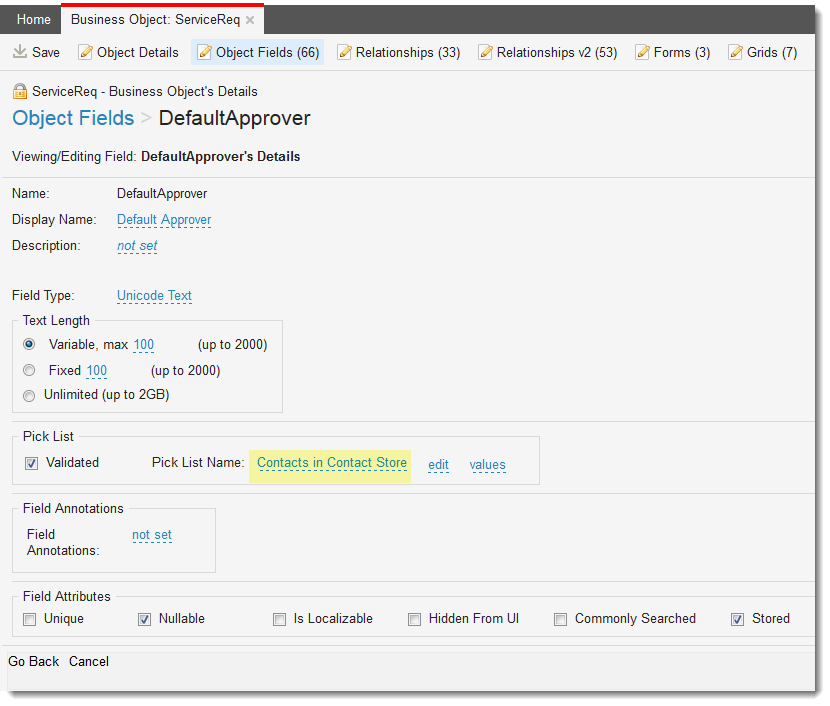 Home Business Object: ServiceReq ×
Save Object Details Object Fields (66) Relationships (33) Relationships v2 (53) Forms (3) Grids (7)
ServiceReq - Business Object's Details
Object Fields > DefaultApprover
Viewing/Editing Field: DefaultApprover's Details
Name: DefaultApprover
Display Name: Default Approver
Description: not set
Field Type: Unicode Text
Text Length
Variable, max 100 (up to 2000)
Fixed 100 (up to 2000)
Unlimited (up to 2GB)
Pick List
Validated Pick List Name: Contacts in Contact Store edit values
Field Annotations
Field not set
Annotations:
Field Attributes
Unique Nullable Is Localizable Hidden From UI Commonly Searched Stored
Go Back Cancel